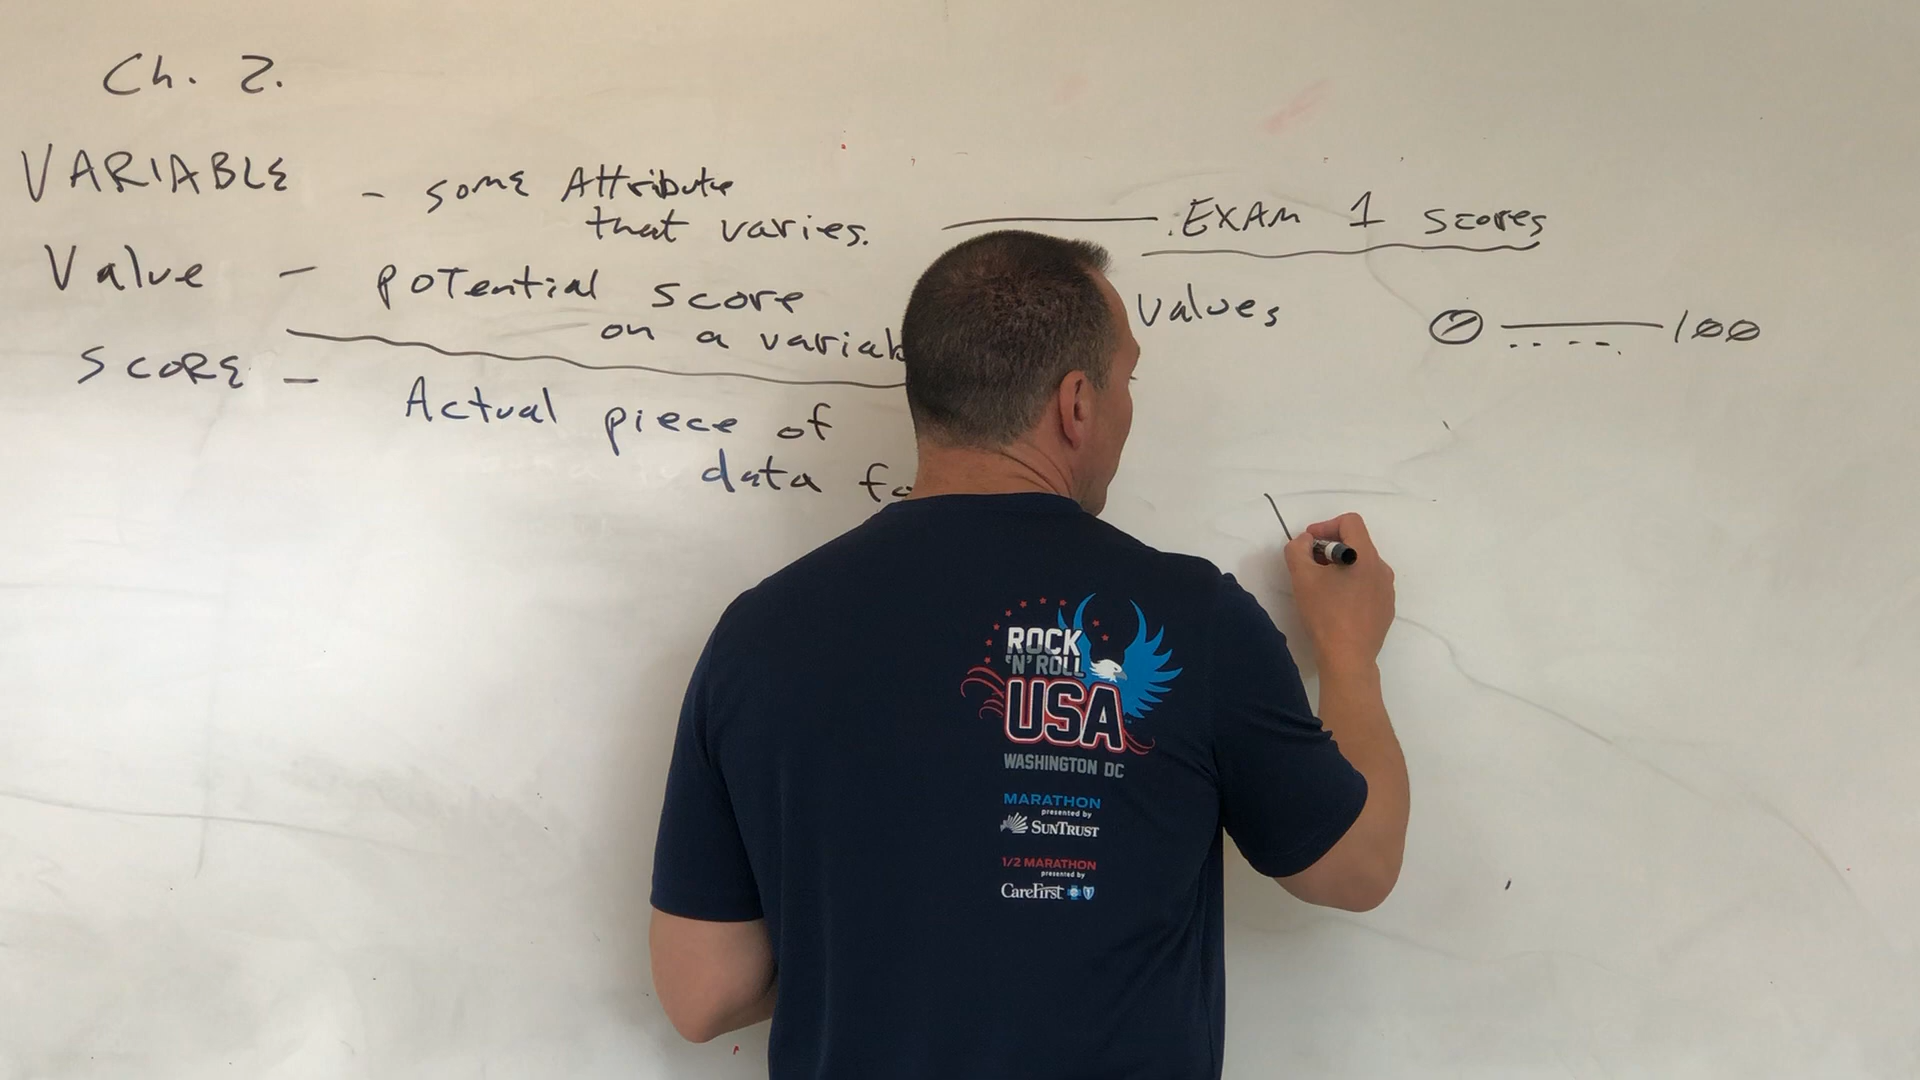 Ch. 2.
VARIABLE - some Attribute
that varies.
EXAM 1 scores
Value - potential score
on a variab
values 0 100
SCORE - Actual piece of
data fo
ROCK
'N' ROLL
USA
WASHINGTON DC
MARATHON
presented by
SUNTRUST
1/2 MARATHON
presented by
CareFirst